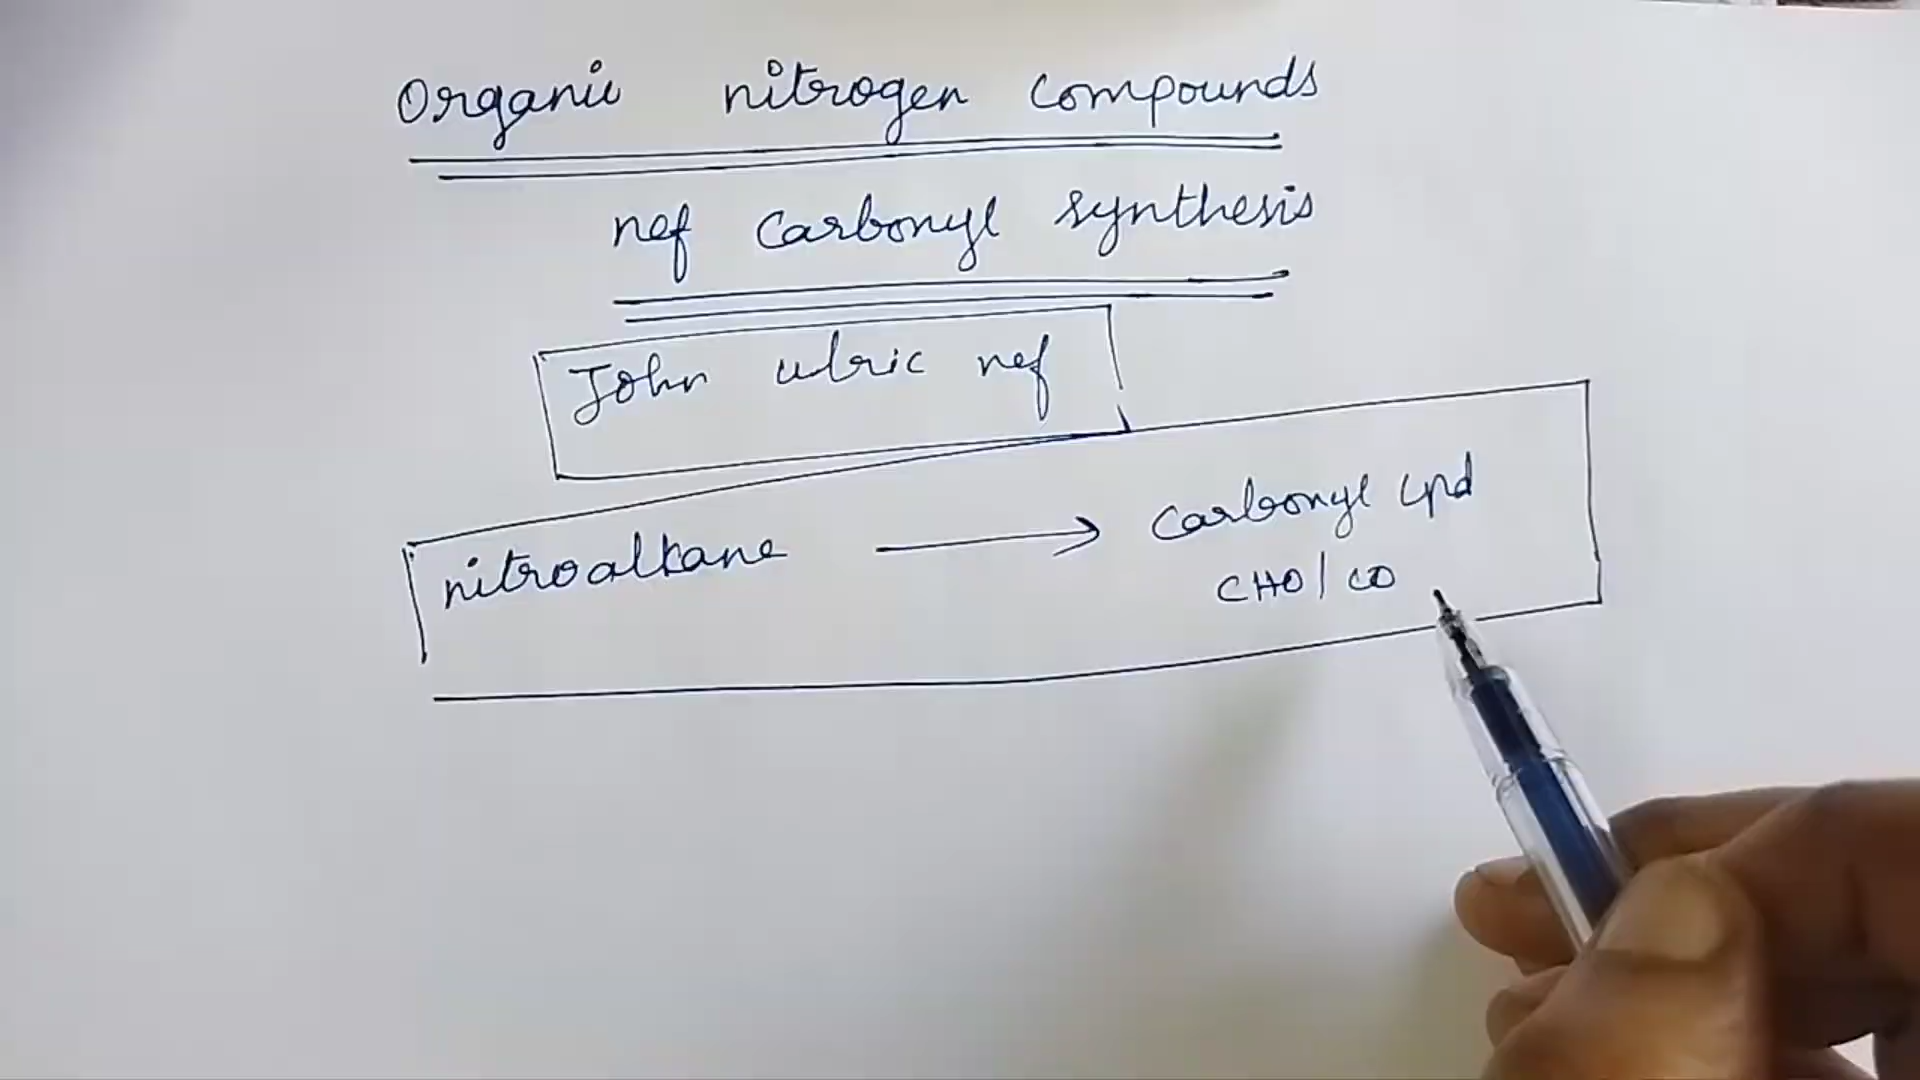 Organic nitrogen compounds
nef carbonyl synthesis
John ulric nef
nitroalkane → carbonyl cpd
CHO/CO